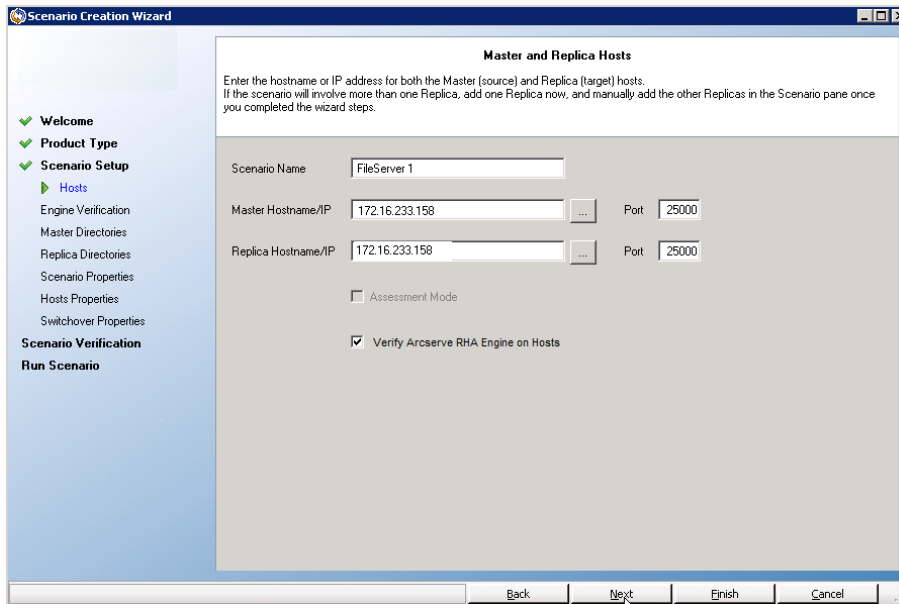 Scenario Creation Wizard
Master and Replica Hosts
Enter the hostname or IP address for both the Master (source) and Replica (target) hosts.
If the scenario will involve more than one Replica, add one Replica now, and manually add the other Replicas in the Scenario pane once
you completed the wizard steps.
Welcome
Product Type
Scenario Setup
Hosts
Engine Verification
Master Directories
Replica Directories
Scenario Properties
Hosts Properties
Switchover Properties
Scenario Verification
Run Scenario
Scenario Name FileServer 1
Master Hostname/IP 172.16.233.158 ... Port 25000
Replica Hostname/IP 172.16.233.158 ... Port 25000
Assessment Mode
Verify Arcserve RHA Engine on Hosts
Back Next Finish Cancel